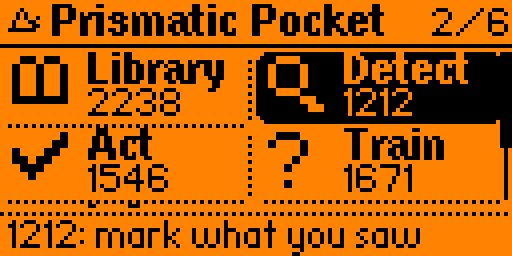 Prismatic Pocket 2/6
Library
2238
Detect
1212
Act
1546
Train
1671
1212: mark what you saw